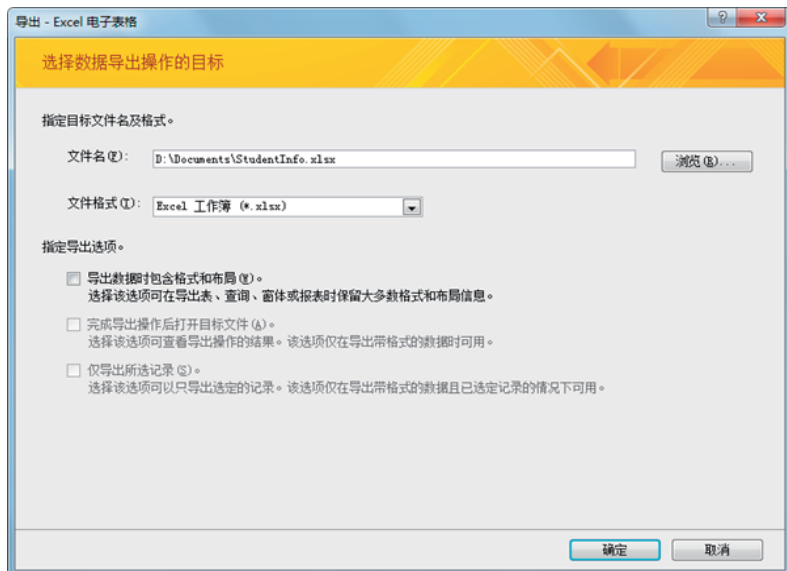 导出 - Excel 电子表格
选择数据导出操作的目标
指定目标文件名及格式。
文件名(F): D:\Documents\StudentInfo.xlsx 浏览(R)...
文件格式(T): Excel 工作簿 (*.xlsx)
指定导出选项。
导出数据时包含格式和布局(W)。
选择该选项可在导出表、查询、窗体或报表时保留大多数格式和布局信息。
完成导出操作后打开目标文件(A)。
选择该选项可查看导出操作的结果。该选项仅在导出带格式的数据时可用。
仅导出所选记录(S)。
选择该选项可以只导出选定的记录。该选项仅在导出带格式的数据且已选定记录的情况下可用。
确定 取消